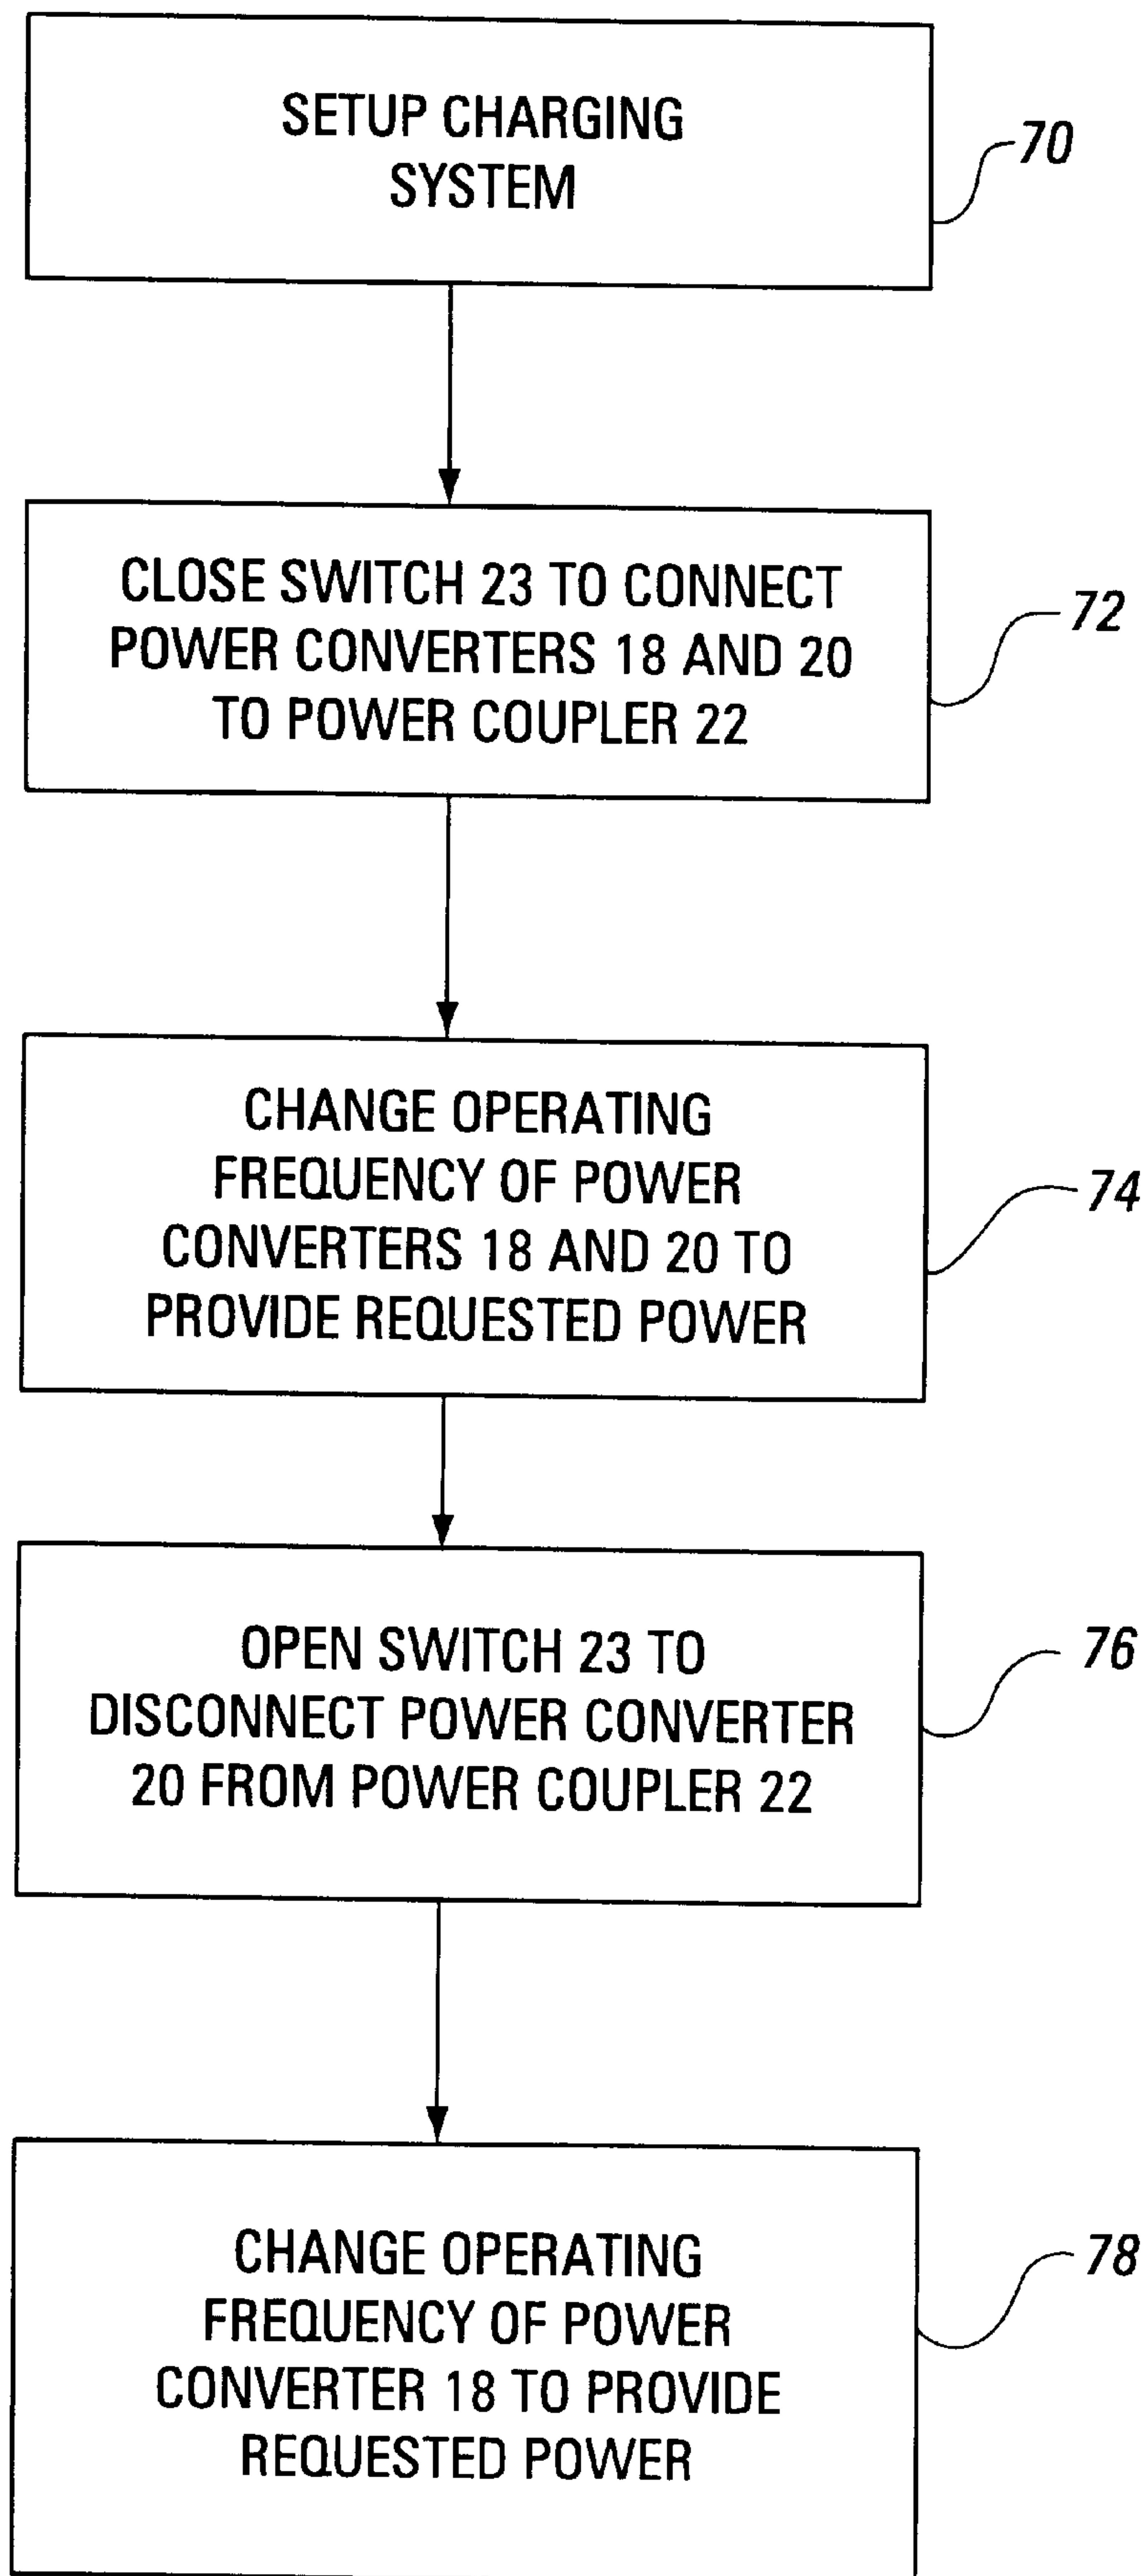 SETUP CHARGING
SYSTEM
70
CLOSE SWITCH 23 TO CONNECT
POWER CONVERTERS 18 AND 20
TO POWER COUPLER 22
72
CHANGE OPERATING
FREQUENCY OF POWER
CONVERTERS 18 AND 20 TO
PROVIDE REQUESTED POWER
74
OPEN SWITCH 23 TO
DISCONNECT POWER CONVERTER
20 FROM POWER COUPLER 22
76
CHANGE OPERATING
FREQUENCY OF POWER
CONVERTER 18 TO PROVIDE
REQUESTED POWER
78